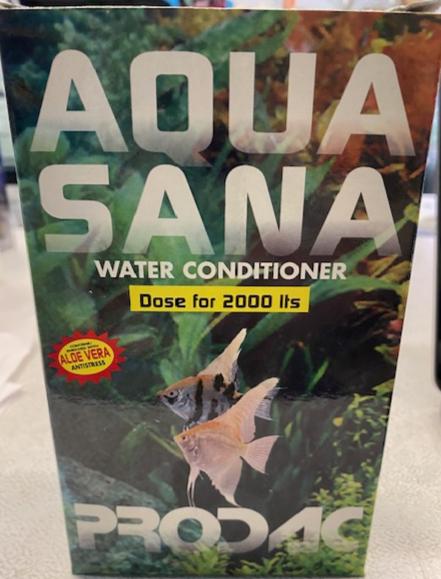 AQUA
SANA
WATER CONDITIONER
Dose for 2000 lts
ALOE VERA
ANTISTRESS
PRODAC